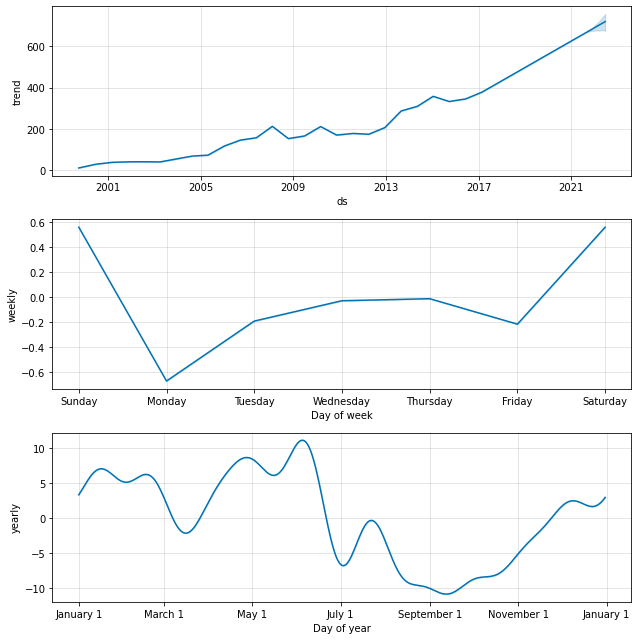 600
400
200
0
trend
2001 2005 2009 2013 2017 2021
ds
0.6
0.4
0.2
0.0
−0.2
−0.4
−0.6
weekly
Sunday Monday Tuesday Wednesday Thursday Friday Saturday
Day of week
10
5
0
−5
−10
yearly
January 1 March 1 May 1 July 1 September 1 November 1 January 1
Day of year